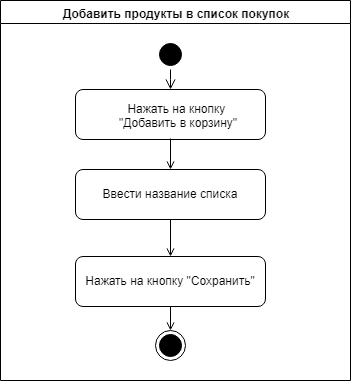 Добавить продукты в список покупок
Нажать на кнопку
"Добавить в корзину"
Ввести название списка
Нажать на кнопку "Сохранить"